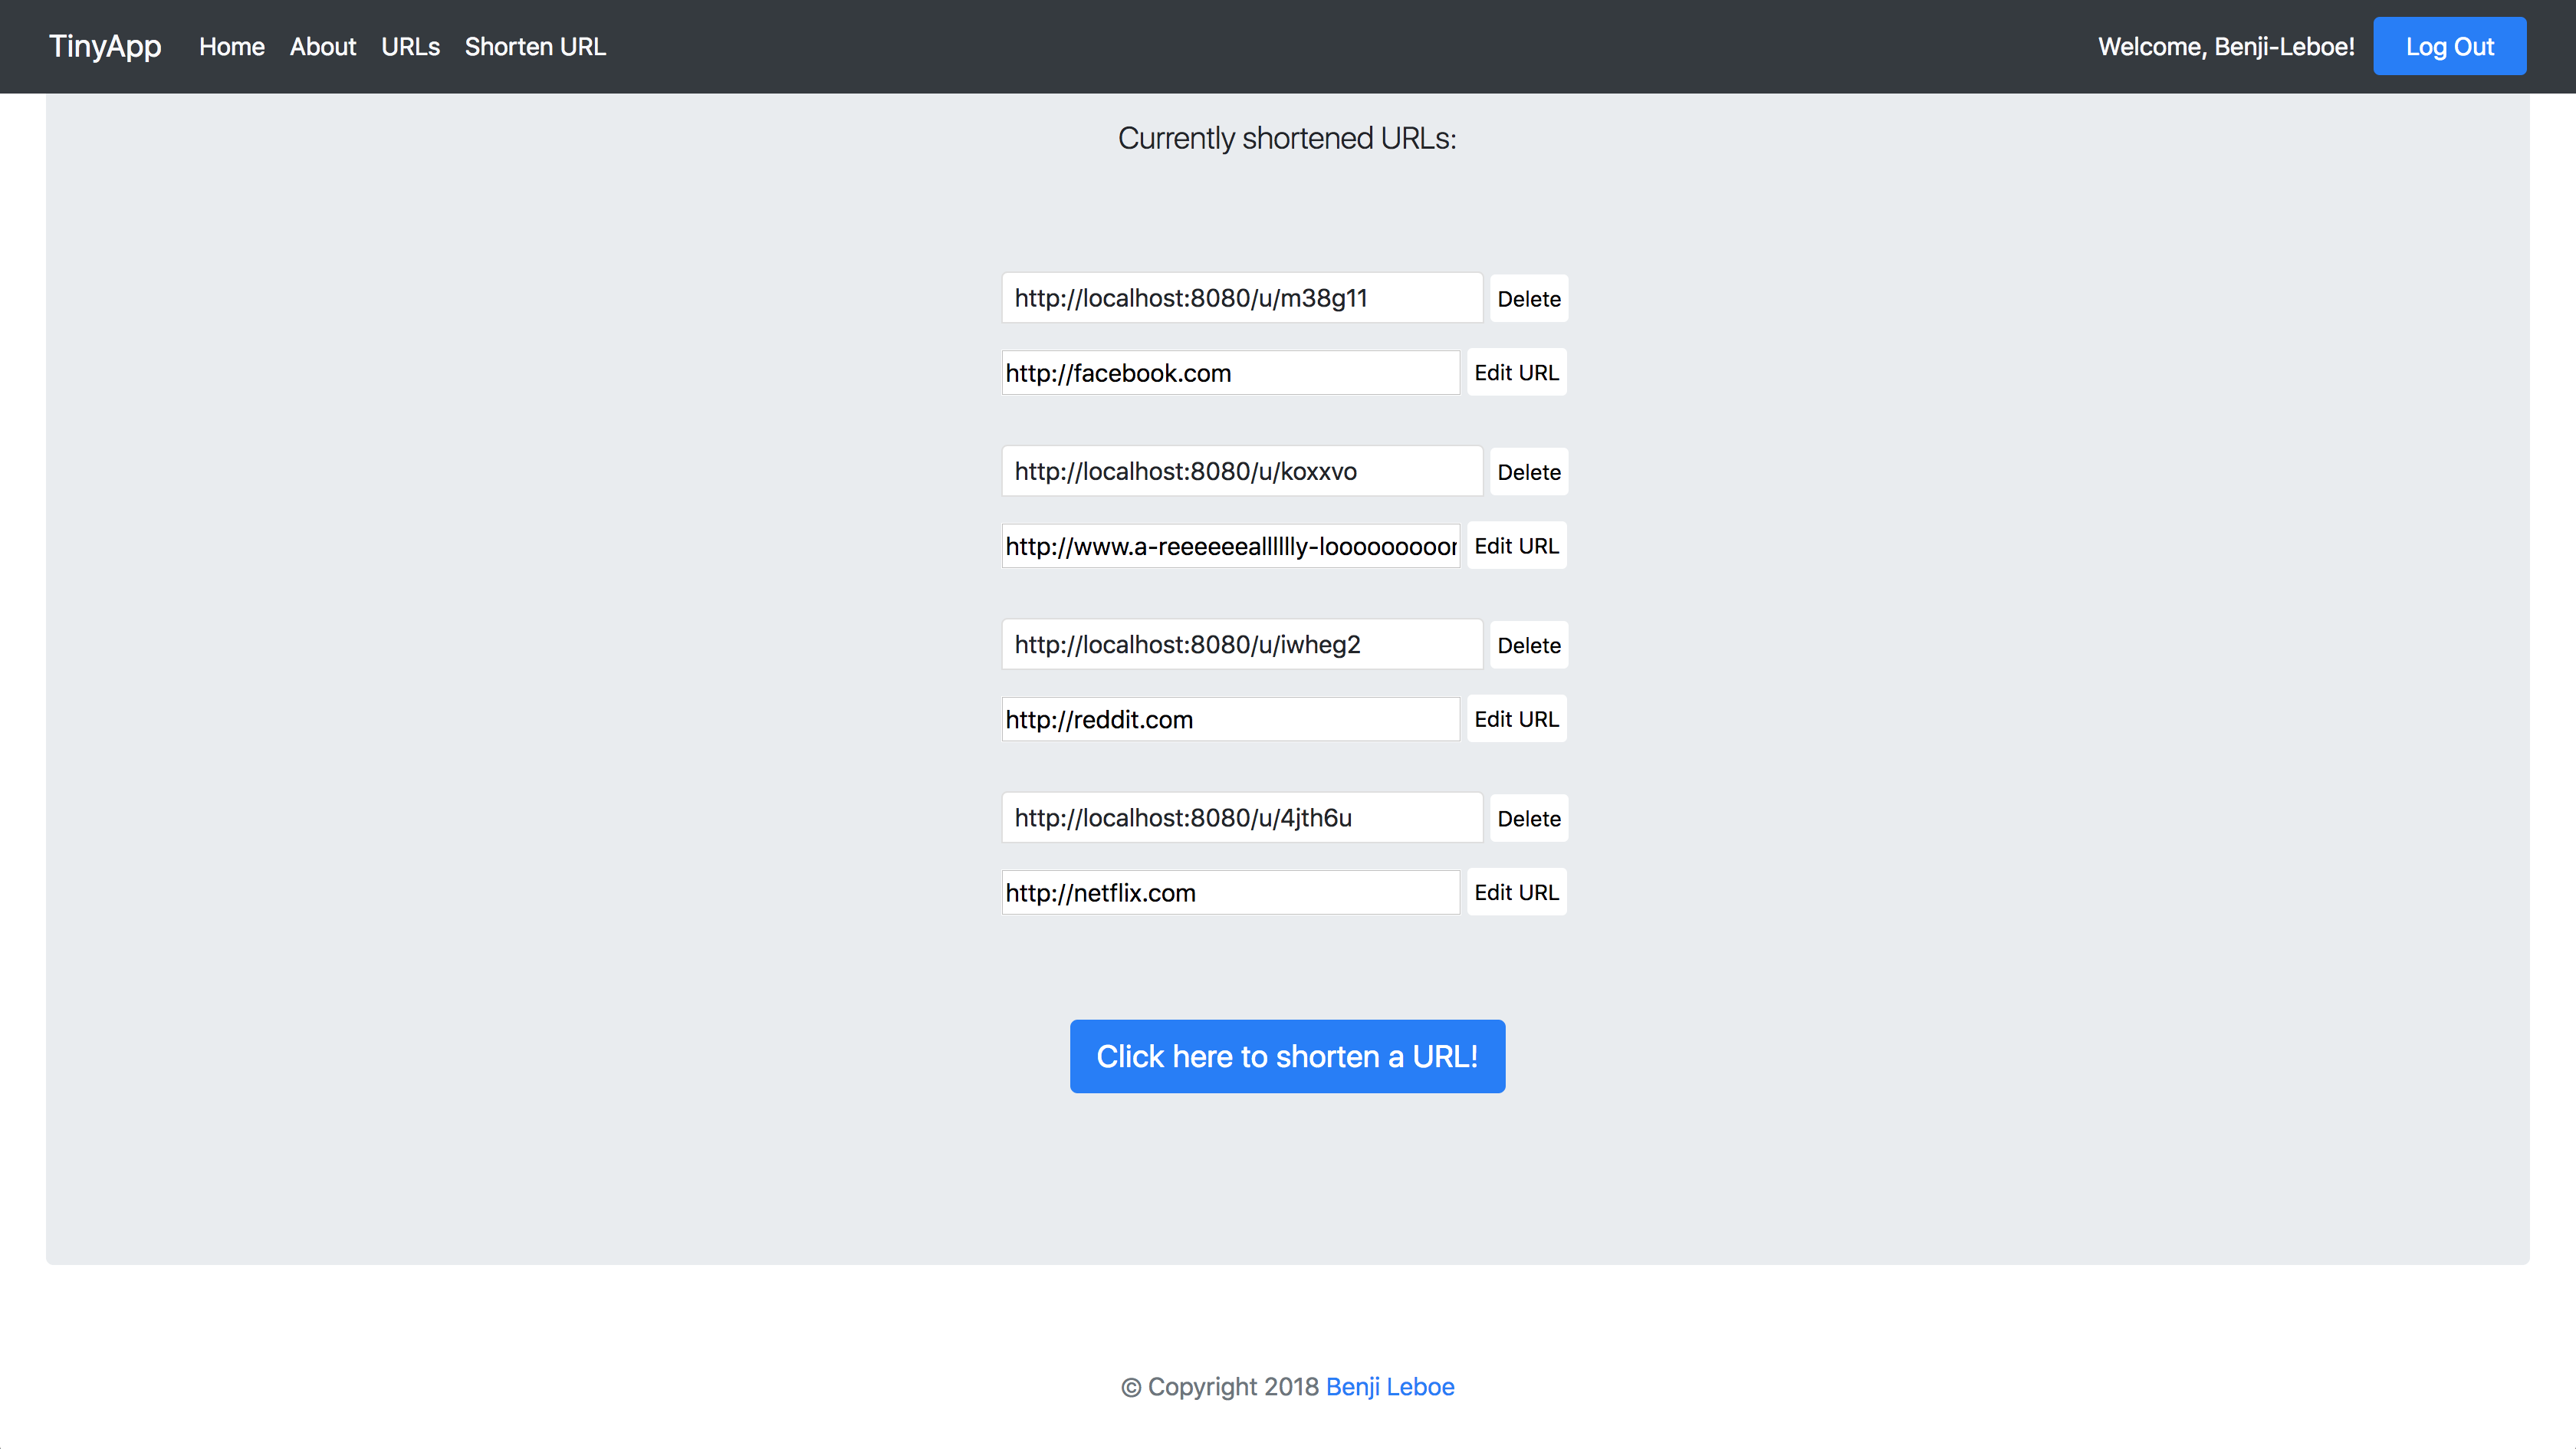 TinyApp Home About URLs Shorten URL Welcome, Benji-Leboe! Log Out
Currently shortened URLs:
http://localhost:8080/u/m38g11 Delete
http://facebook.com Edit URL
http://localhost:8080/u/koxxvo Delete
http://www.a-reeeeeealllllly-looooooooor Edit URL
http://localhost:8080/u/iwheg2 Delete
http://reddit.com Edit URL
http://localhost:8080/u/4jth6u Delete
http://netflix.com Edit URL
Click here to shorten a URL!
© Copyright 2018 Benji Leboe